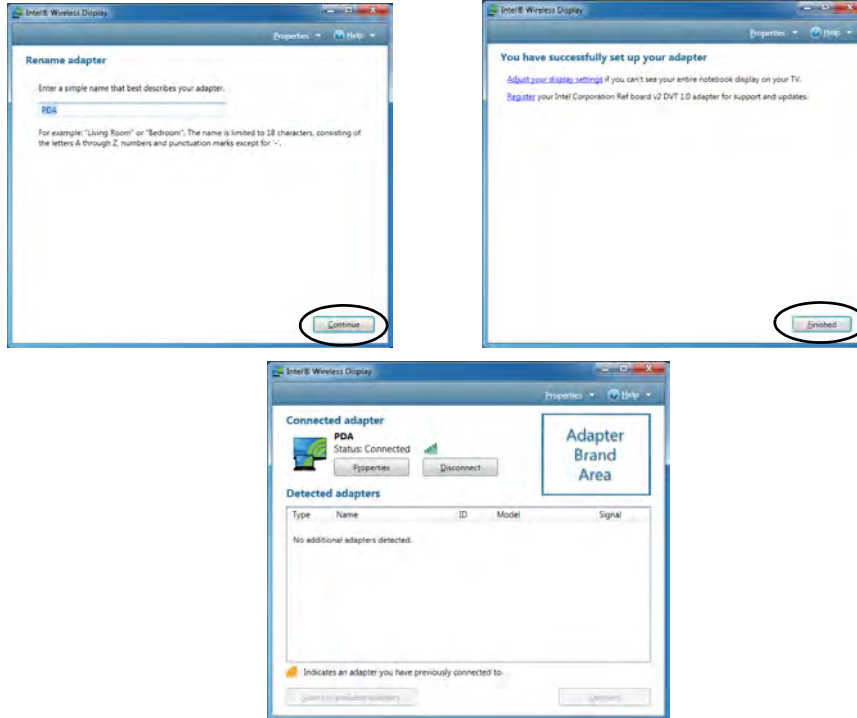 Intel® Wireless Display
Properties Help
Rename adapter
Enter a simple name that best describes your adapter.
PDA
For example: "Living Room" or "Bedroom". The name is limited to 18 characters, consisting of
the letters A through Z, numbers and punctuation marks except for '-'.
Continue
Intel® Wireless Display
Properties Help
You have successfully set up your adapter
Adjust your display settings if you can't see your entire notebook display on your TV.
Register your Intel Corporation Ref board v2 DVT 1.0 adapter for support and updates.
Finished
Intel® Wireless Display
Properties Help
Connected adapter
PDA
Status: Connected
Properties Disconnect
Adapter
Brand
Area
Detected adapters
Type Name ID Model Signal
No additional adapters detected.
Indicates an adapter you have previously connected to.
Scan for available adapters Connect